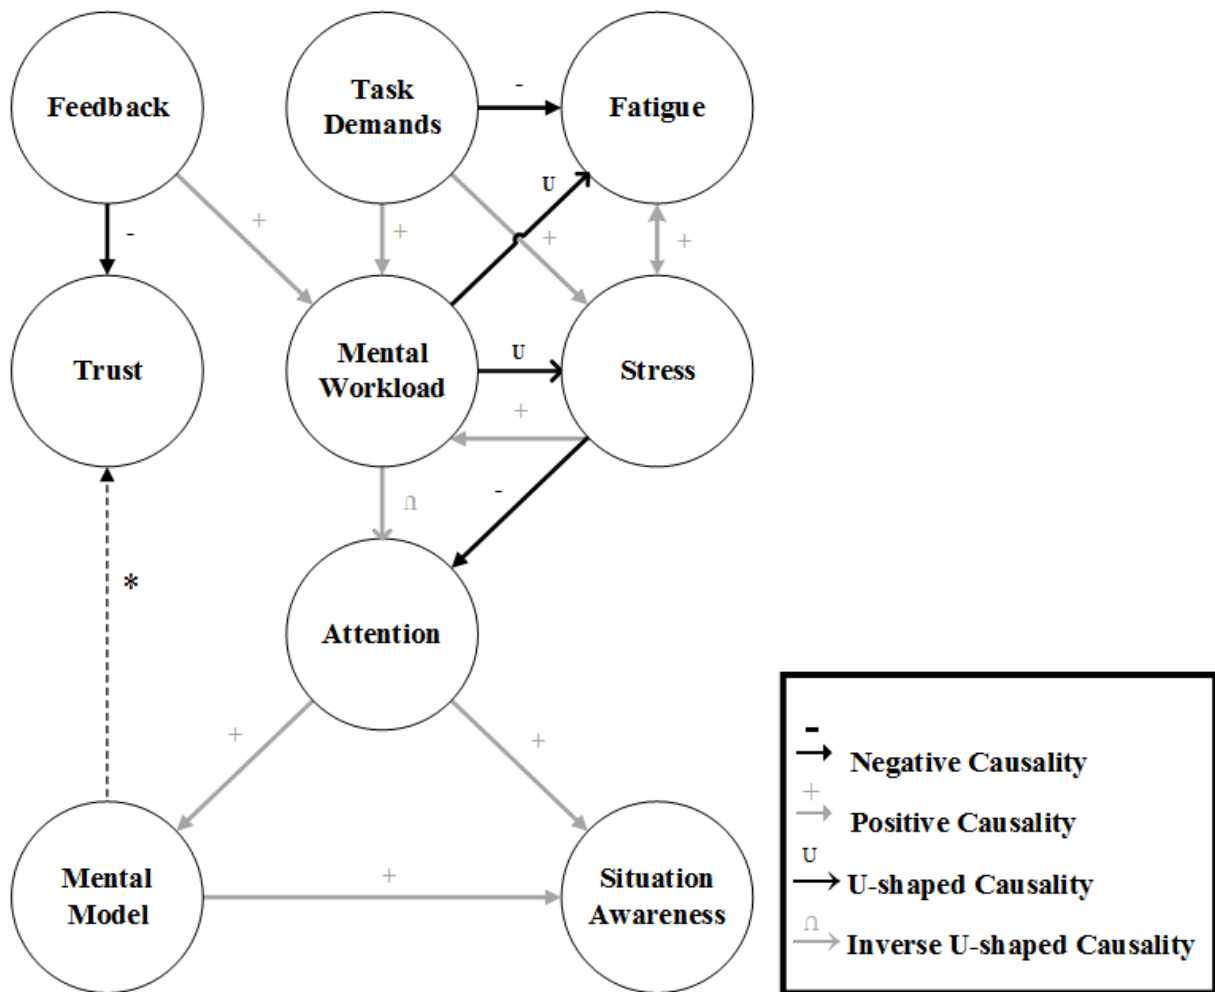 Feedback
Task
Demands
-
Fatigue
U
+
-
+
+
+
Trust
Mental
Workload
U
Stress
+
-
∩
*
Attention
+
+
Mental
Model
+
Situation
Awareness
-
Negative Causality
+
Positive Causality
U
U-shaped Causality
∩
Inverse U-shaped Causality